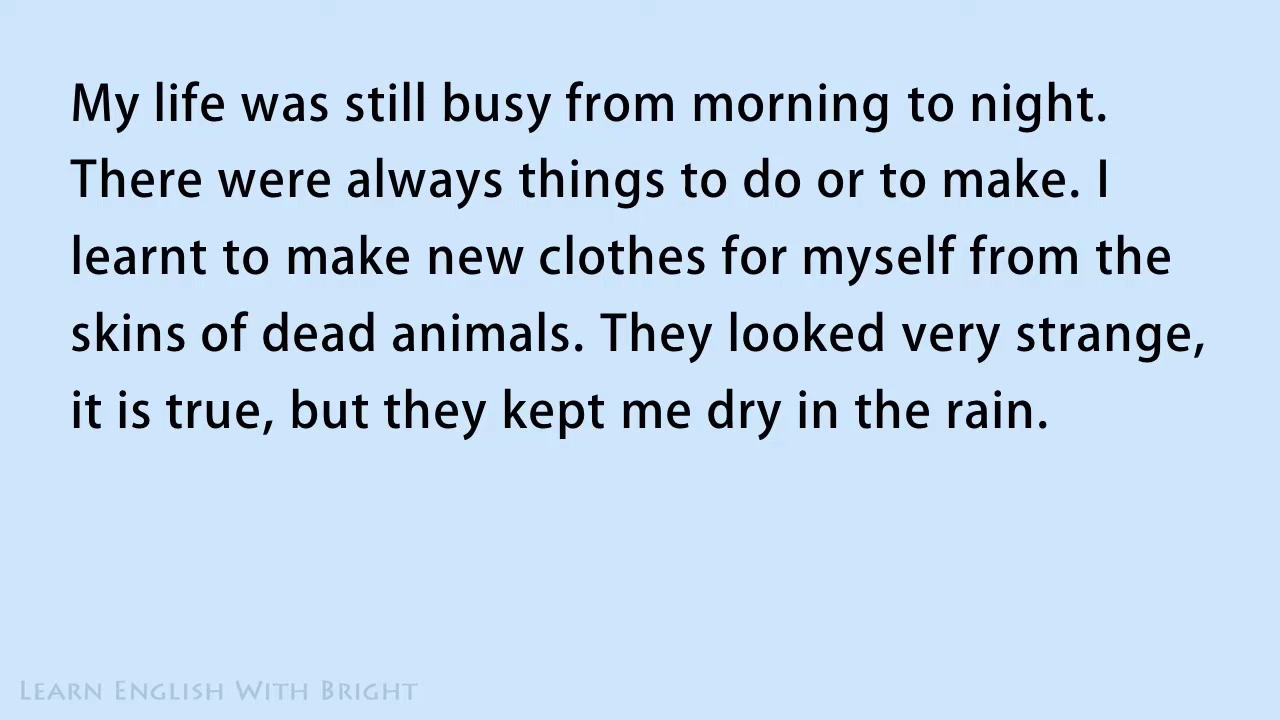 My life was still busy from morning to night.
There were always things to do or to make. I
learnt to make new clothes for myself from the
skins of dead animals. They looked very strange,
it is true, but they kept me dry in the rain.
LEARN ENGLISH WITH BRIGHT